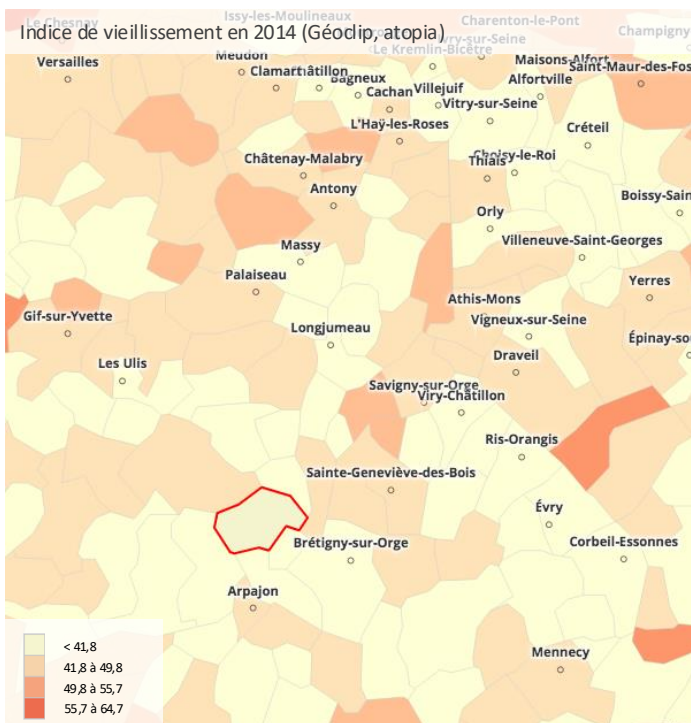 Le Chesnay
Issy-les-Moulineaux
Charenton-le-Pont
Indice de vieillissement en 2014 (Géoclip, atopia)
Ivry-sur-Seine
Champigny
Le Kremlin-Bicêtre
Versailles
Meudon
Clamart
Châtillon
Bagneux
Cachan
Villejuif
Maisons-Alfort
Alfortville
Saint-Maur-des-Fos
Vitry-sur-Seine
L'Haÿ-les-Roses
Créteil
Châtenay-Malabry
Thiais
Choisy-le-Roi
Antony
Boissy-Sain
Orly
Massy
Villeneuve-Saint-Georges
Palaiseau
Yerres
Athis-Mons
Gif-sur-Yvette
Longjumeau
Vigneux-sur-Seine
Épinay-so
Les Ulis
Draveil
Savigny-sur-Orge
Viry-Châtillon
Ris-Orangis
Sainte-Geneviève-des-Bois
Évry
Brétigny-sur-Orge
Corbeil-Essonnes
Arpajon
Mennecy
< 41,8
41,8 à 49,8
49,8 à 55,7
55,7 à 64,7